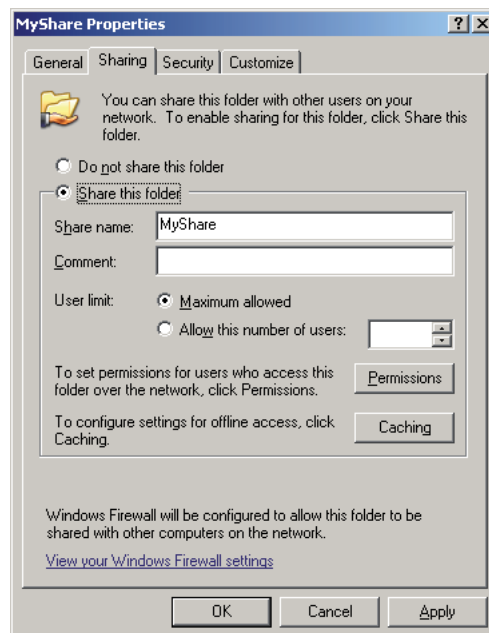 MyShare Properties
General Sharing Security Customize
You can share this folder with other users on your
network. To enable sharing for this folder, click Share this
folder.
Do not share this folder
Share this folder
Share name: MyShare
Comment:
User limit: Maximum allowed
Allow this number of users:
To set permissions for users who access this
folder over the network, click Permissions.
Permissions
To configure settings for offline access, click
Caching.
Caching
Windows Firewall will be configured to allow this folder to be
shared with other computers on the network.
View your Windows Firewall settings
OK Cancel Apply